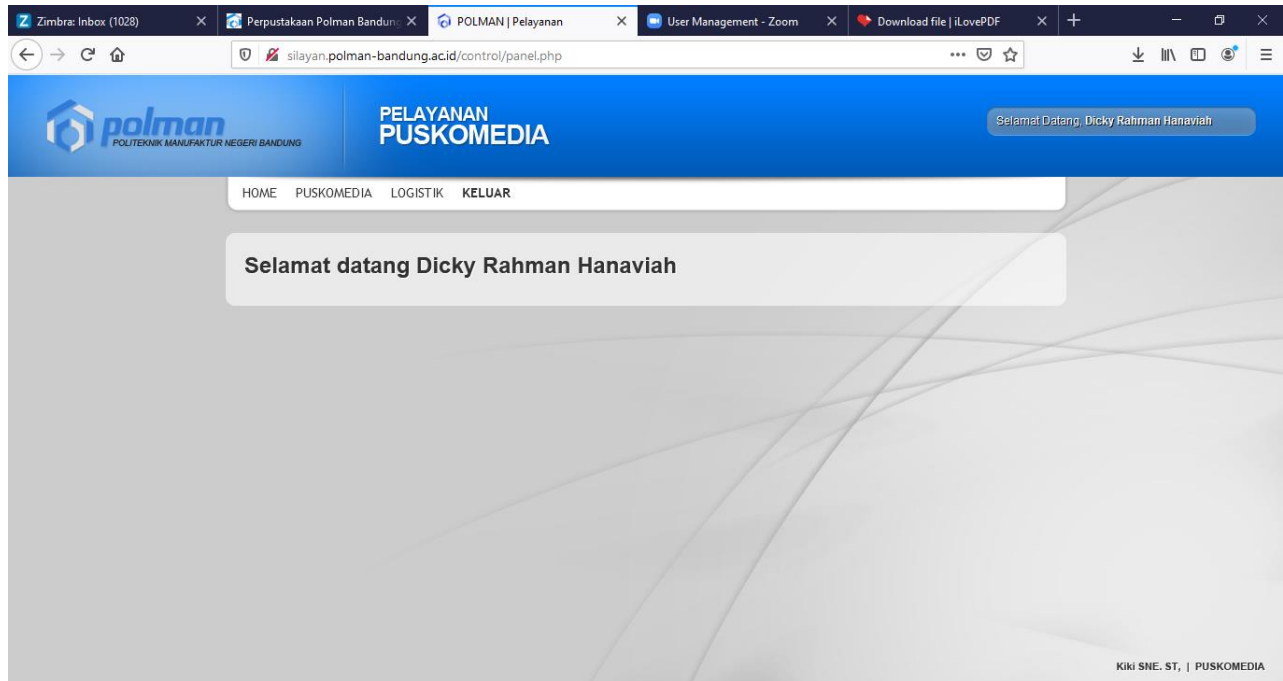 Zimbra: Inbox (1028)
Perpustakaan Polman Bandung
POLMAN | Pelayanan
User Management - Zoom
Download file | iLovePDF
silayan.polman-bandung.ac.id/control/panel.php
polman
POLITEKNIK MANUFAKTUR NEGERI BANDUNG
PELAYANAN
PUSKOMEDIA
Selamat Datang, Dicky Rahman Hanaviah
HOME PUSKOMEDIA LOGISTIK KELUAR
Selamat datang Dicky Rahman Hanaviah
Kiki SNE. ST, | PUSKOMEDIA